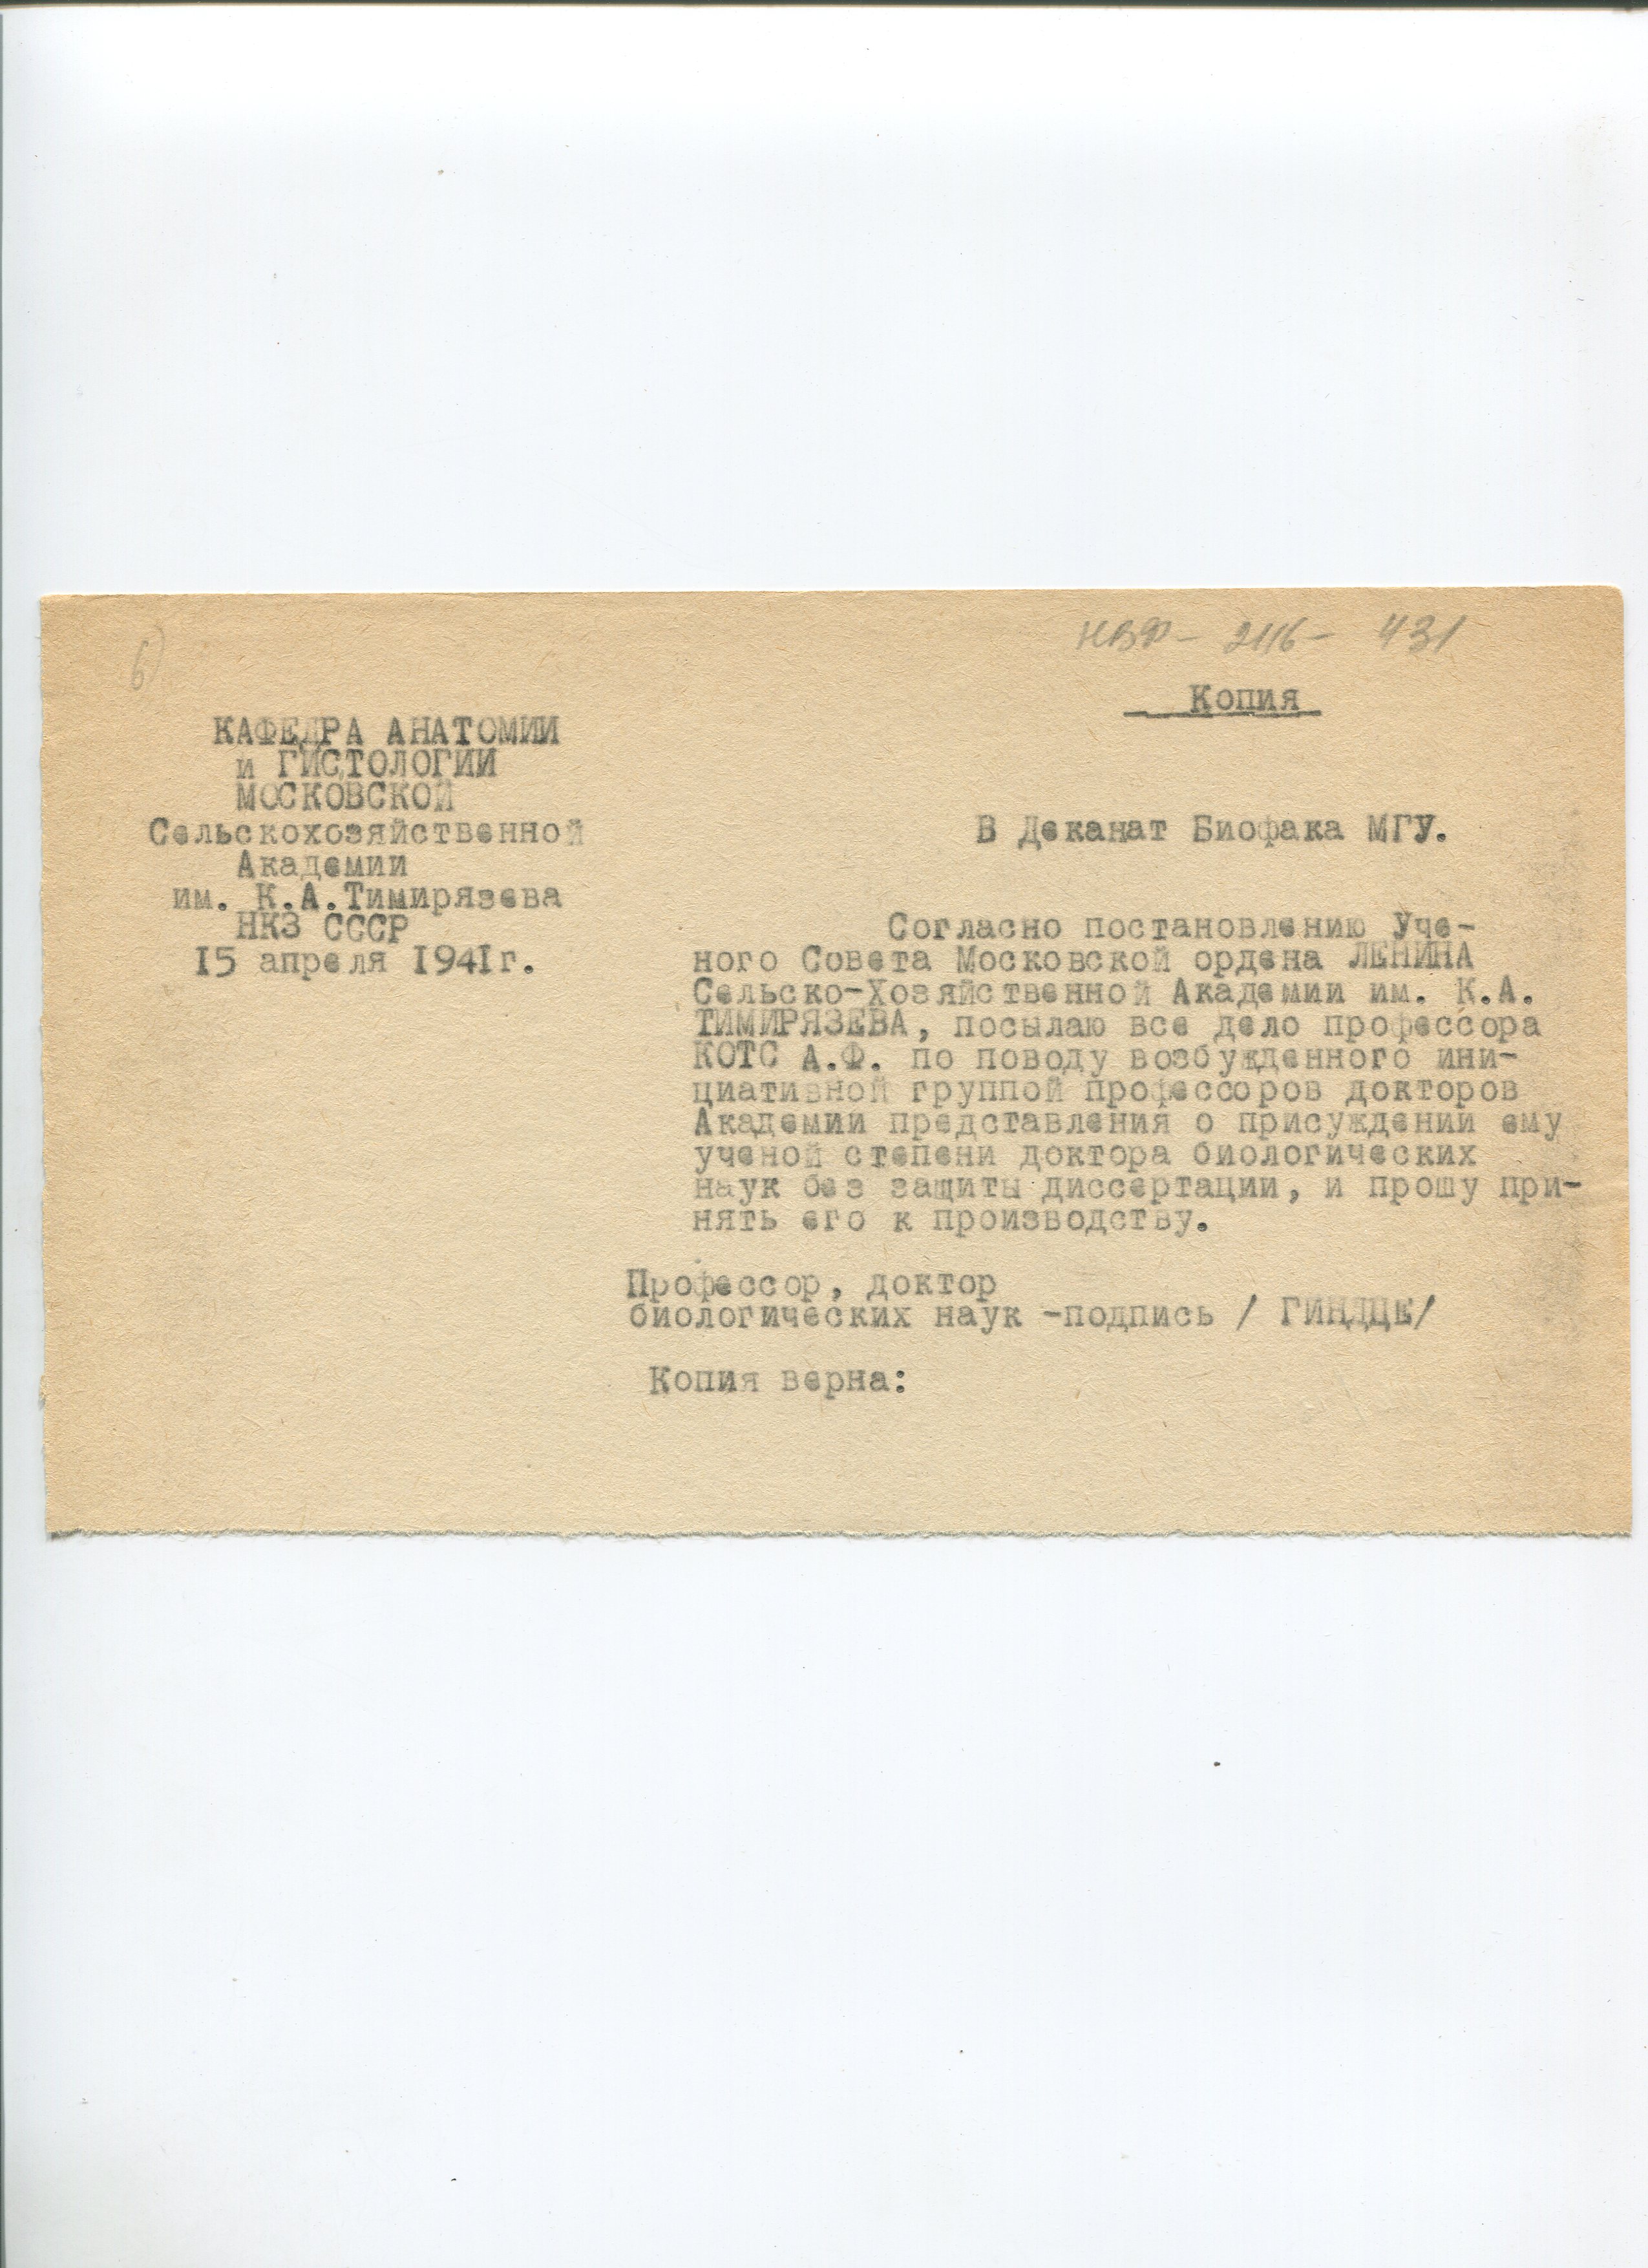 6)
НВФ- 2116- 431
Копия
КАФЕДРА АНАТОМИИ
и ГИСТОЛОГИИ
МОСКОВСКОЙ
Сельскохозяйственной
Академии
им. К.А.Тимирязева
НКЗ СССР
15 апреля 1941г.
В Деканат Биофака МГУ.
Согласно постановлению Уче-
ного Совета Московской ордена ЛЕНИНА
Сельско-Хозяйственной Академии им. К.А.
ТИМИРЯЗЕВА, посылаю все дело профессора
КОТС А.Ф. по поводу возбужденного ини-
циативной группой профессоров докторов
Академии представления о присуждении ему
ученой степени доктора биологических
наук без защиты диссертации, и прошу при-
нять его к производству.
Профессор, доктор
биологических наук -подпись / ГИНДЦЕ/
Копия верна: